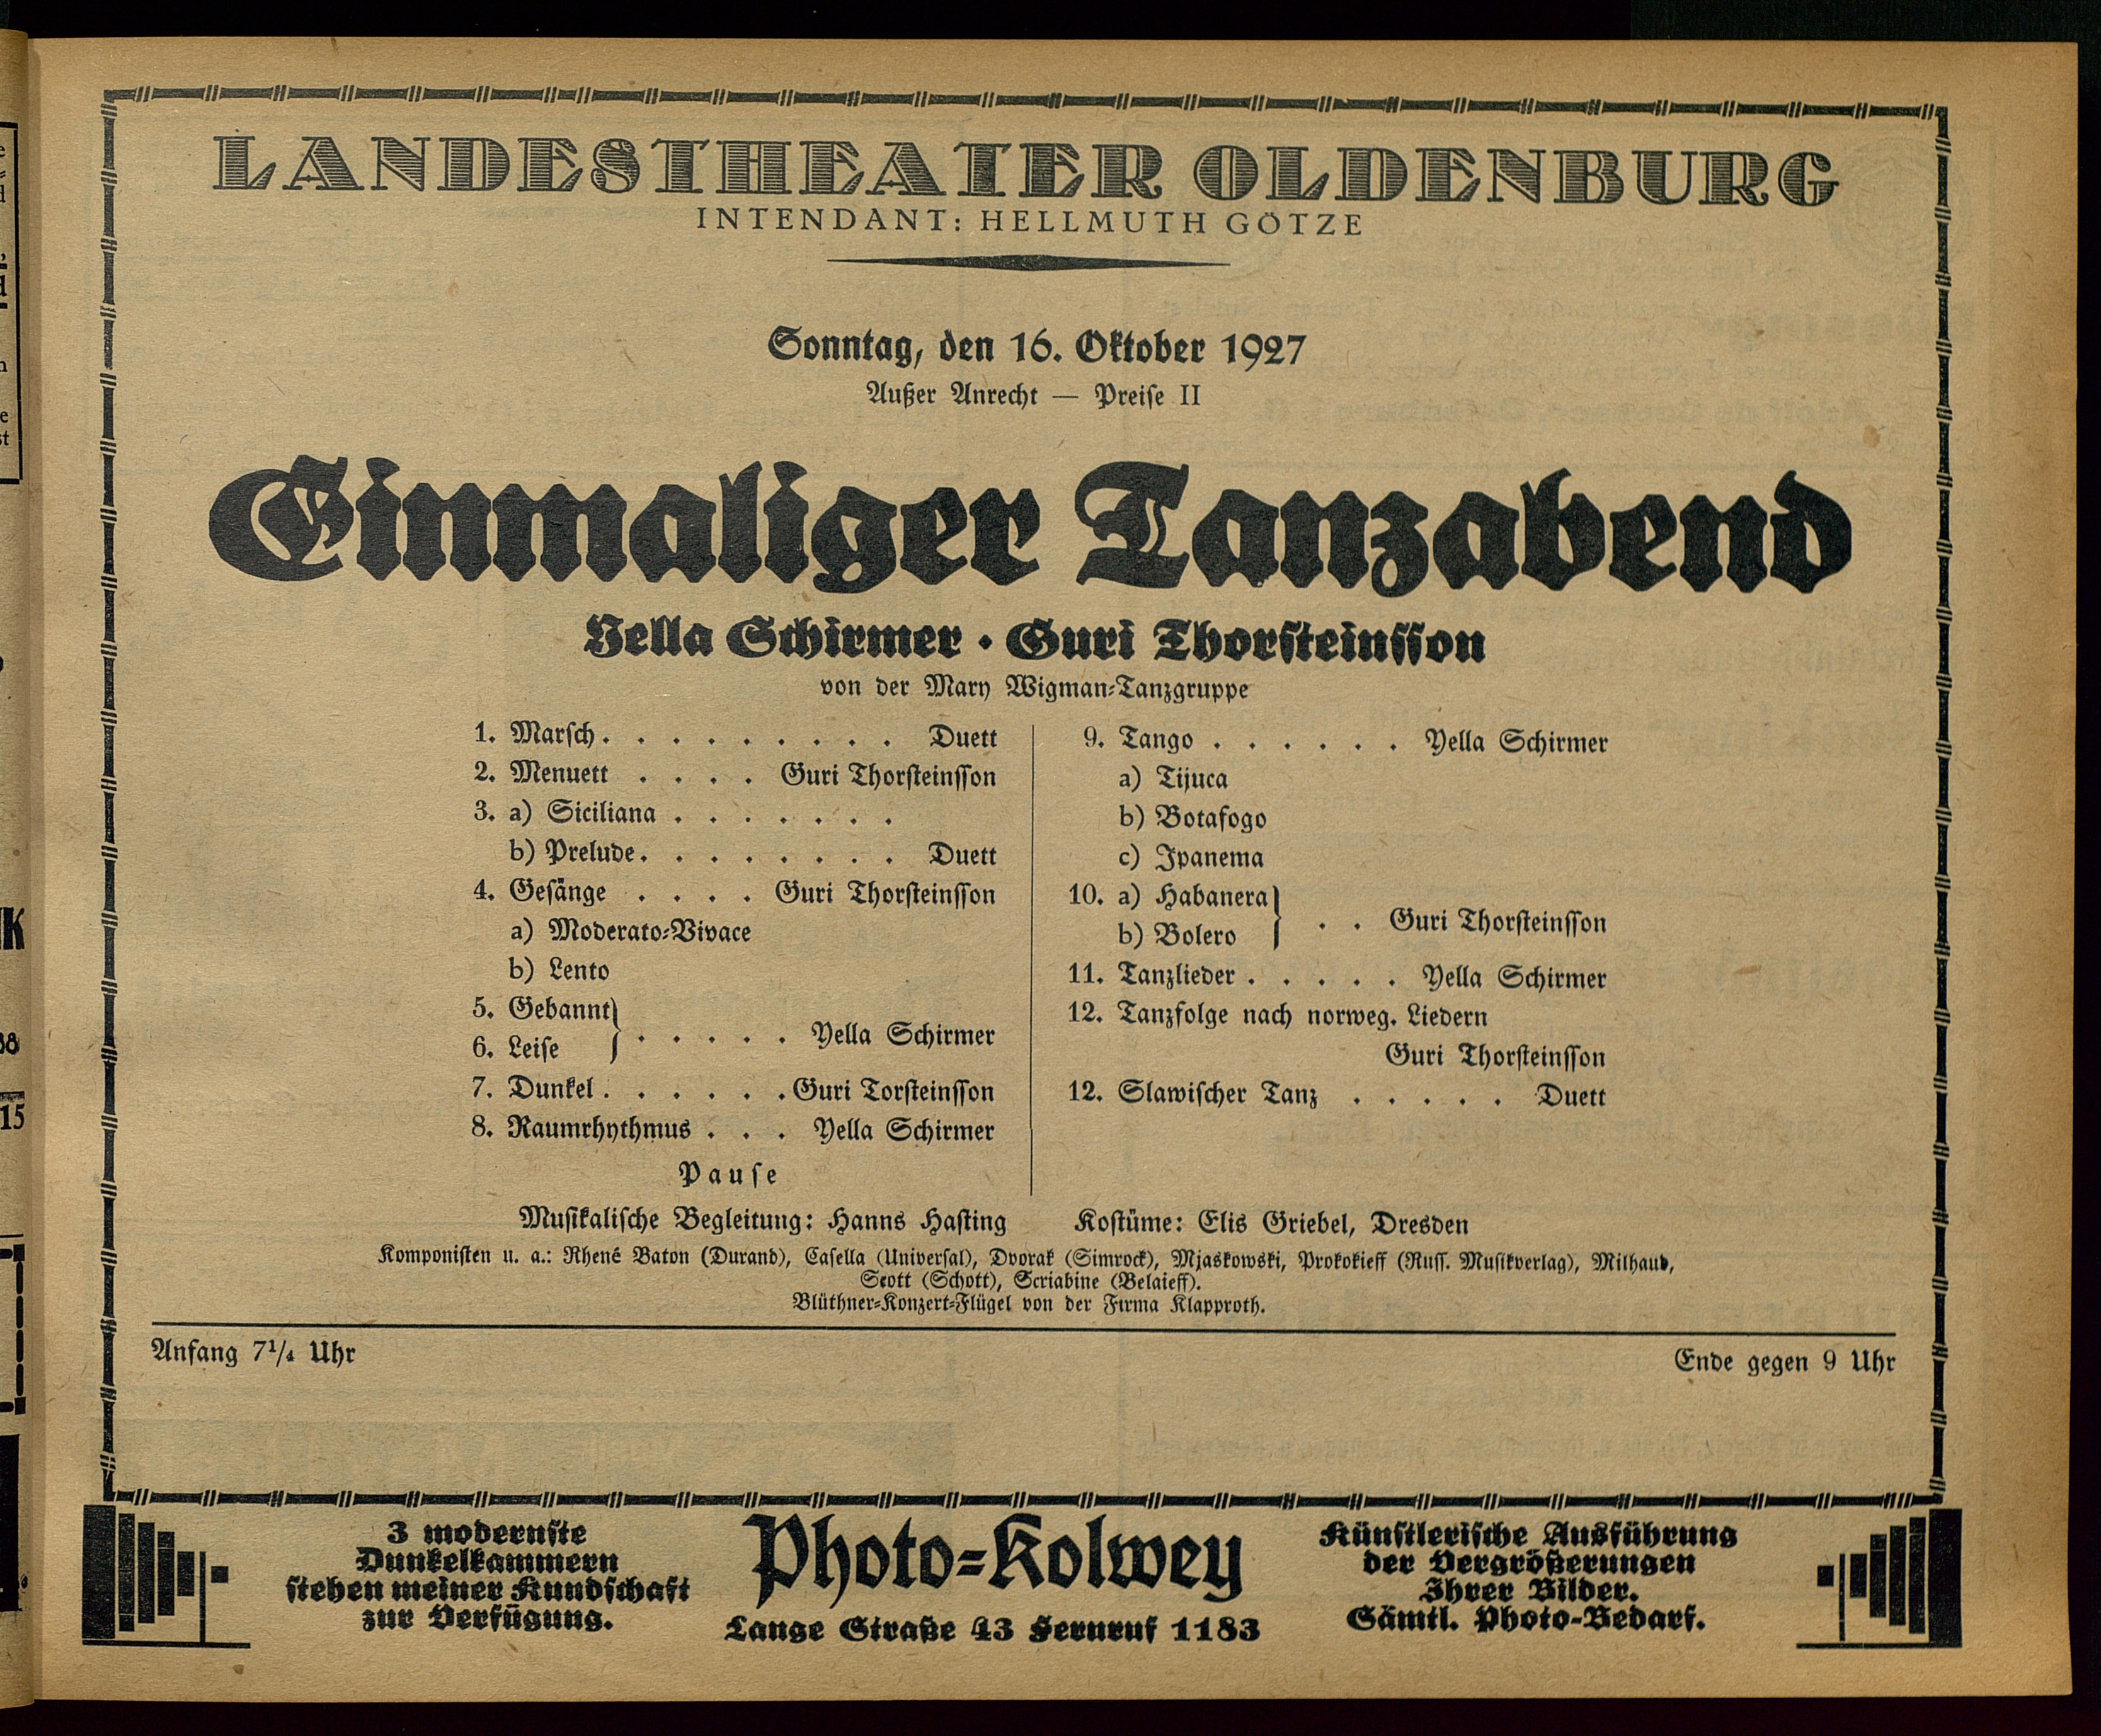 LANDESTHEATER OLDENBURG
INTENDANT: HELLMUTH GÖTZE
Sonntag, den 16. Oktober 1927
Außer Anrecht — Preise II
Einmaliger Tanzabend
Yella Schirmer • Guri Thorsteinsson
von der Mary Wigman-Tanzgruppe
1. Marsch . . . . . . . . . Duett
2. Menuett . . . . Guri Thorsteinsson
3. a) Siciliana . . . . . . .
b) Prelude . . . . . . . . Duett
4. Gesänge . . . . Guri Thorsteinsson
a) Moderato-Vivace
b) Lento
5. Gebannt
6. Leise } . . . . . Yella Schirmer
7. Dunkel . . . . . . Guri Torsteinsson
8. Raumrhythmus . . . Yella Schirmer
Pause
9. Tango . . . . . . Yella Schirmer
a) Tijuca
b) Botafogo
c) Ipanema
10. a) Habanera
b) Bolero } . . Guri Thorsteinsson
11. Tanzlieder . . . . . Yella Schirmer
12. Tanzfolge nach norweg. Liedern
Guri Thorsteinsson
12. Slawischer Tanz . . . . . Duett
Musikalische Begleitung: Hanns Hasting Kostüme: Elis Griebel, Dresden
Komponisten u. a.: Rhené Baton (Durand), Casella (Universal), Dvorak (Simrock), Mjaskowski, Prokokieff (Russ. Musikverlag), Milhaud,
Scott (Schott), Scriabine (Belaieff).
Blüthner-Konzert-Flügel von der Firma Klapproth.
Anfang 7¼ Uhr Ende gegen 9 Uhr
3 modernste
Dunkelkammern
stehen meiner Kundschaft
zur Verfügung.
Photo-Kolwey
Lange Straße 43 Fernruf 1183
Künstlerische Ausführung
der Vergrößerungen
Ihrer Bilder.
Sämtl. Photo-Bedarf.